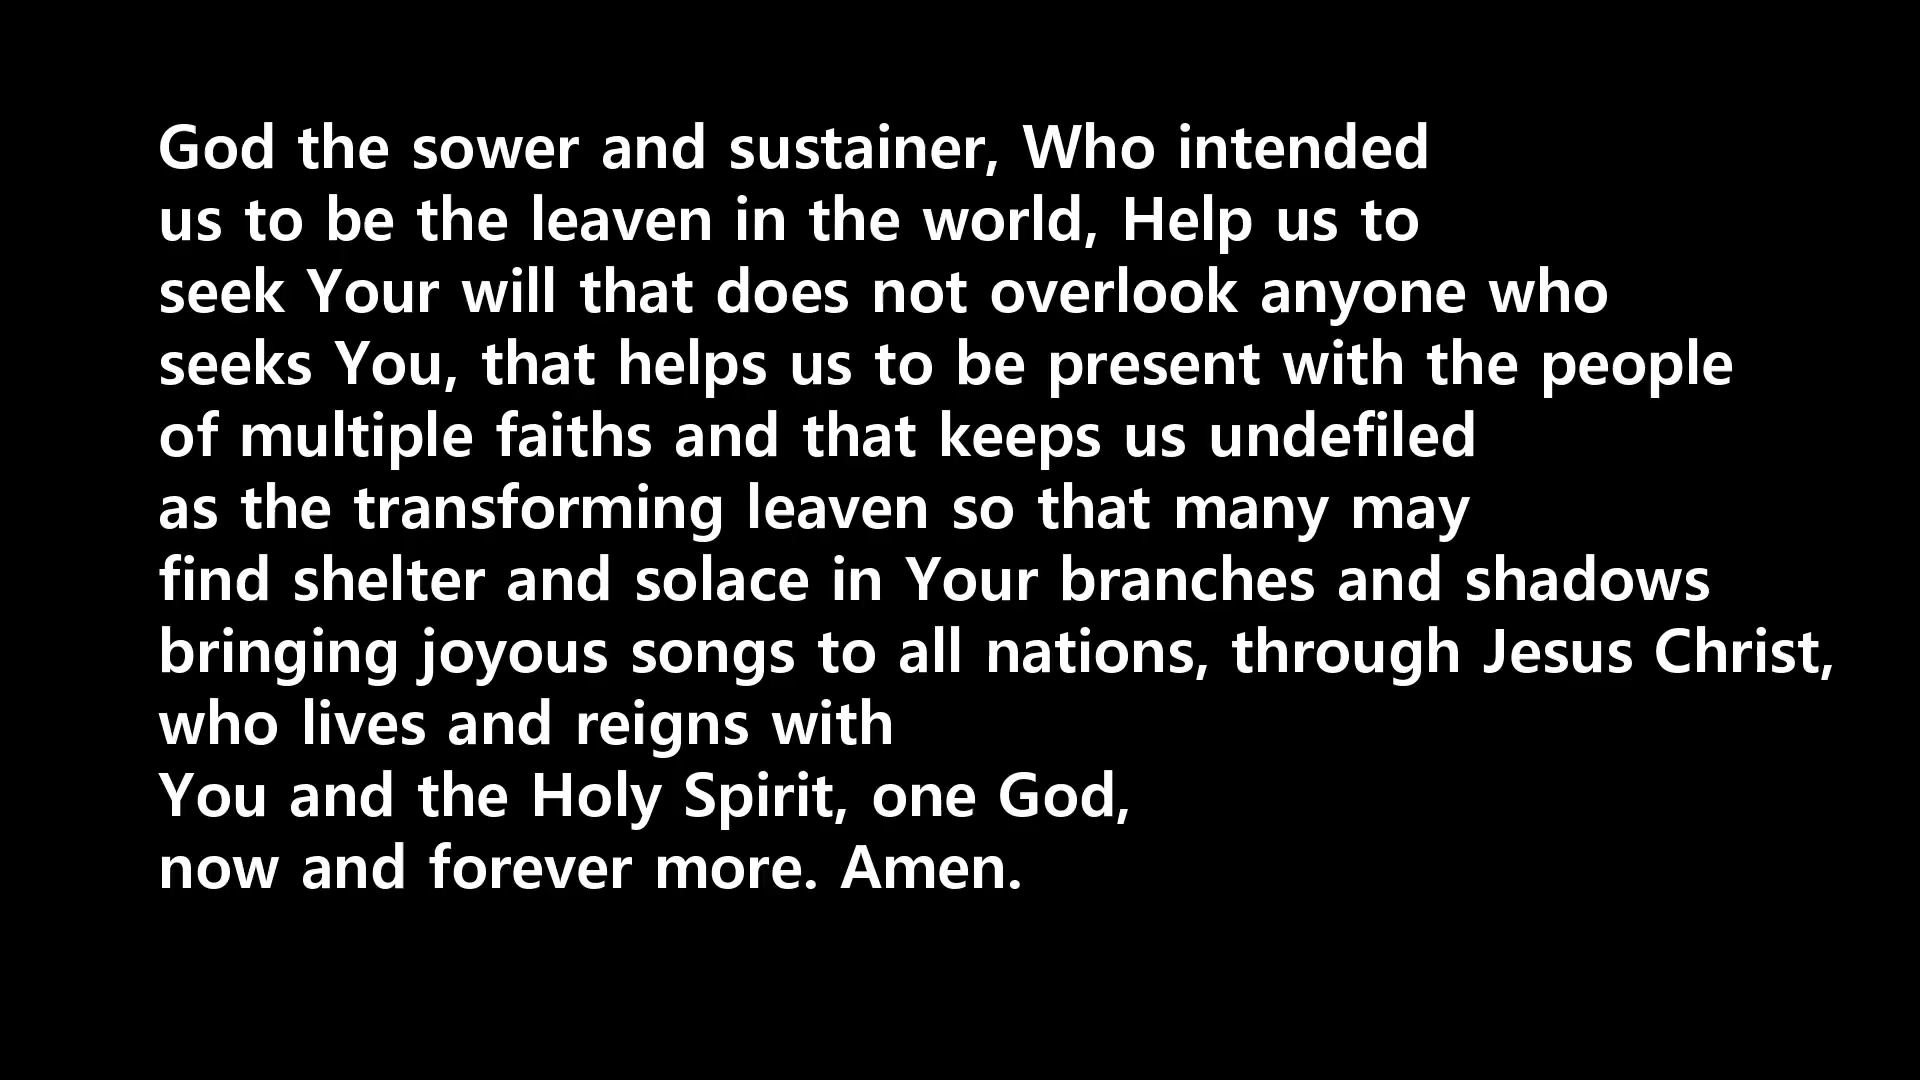 God the sower and sustainer, Who intended
us to be the leaven in the world, Help us to
seek Your will that does not overlook anyone who
seeks You, that helps us to be present with the people
of multiple faiths and that keeps us undefiled
as the transforming leaven so that many may
find shelter and solace in Your branches and shadows
bringing joyous songs to all nations, through Jesus Christ,
who lives and reigns with
You and the Holy Spirit, one God,
now and forever more. Amen.